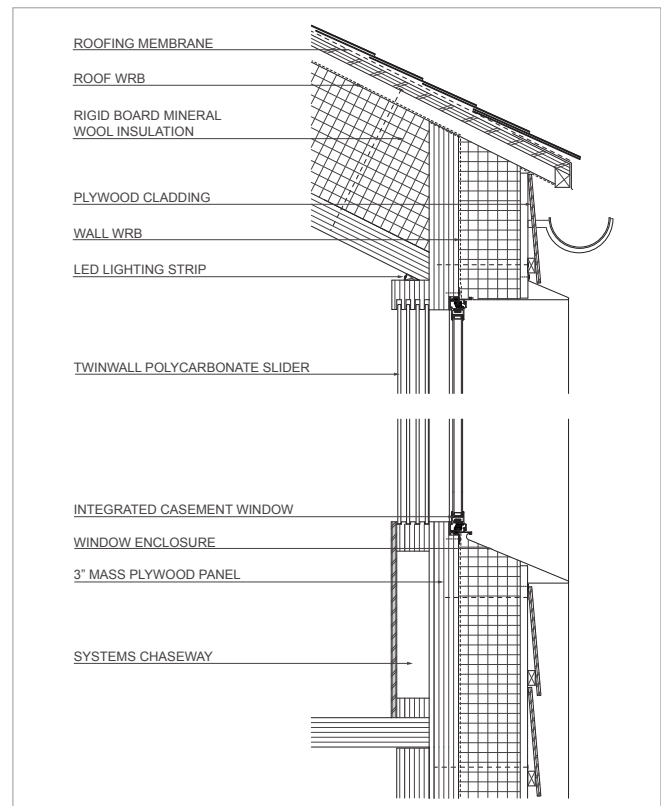 ROOFING MEMBRANE
ROOF WRB
RIGID BOARD MINERAL
WOOL INSULATION
PLYWOOD CLADDING
WALL WRB
LED LIGHTING STRIP
TWINWALL POLYCARBONATE SLIDER
INTEGRATED CASEMENT WINDOW
WINDOW ENCLOSURE
3" MASS PLYWOOD PANEL
SYSTEMS CHASEWAY